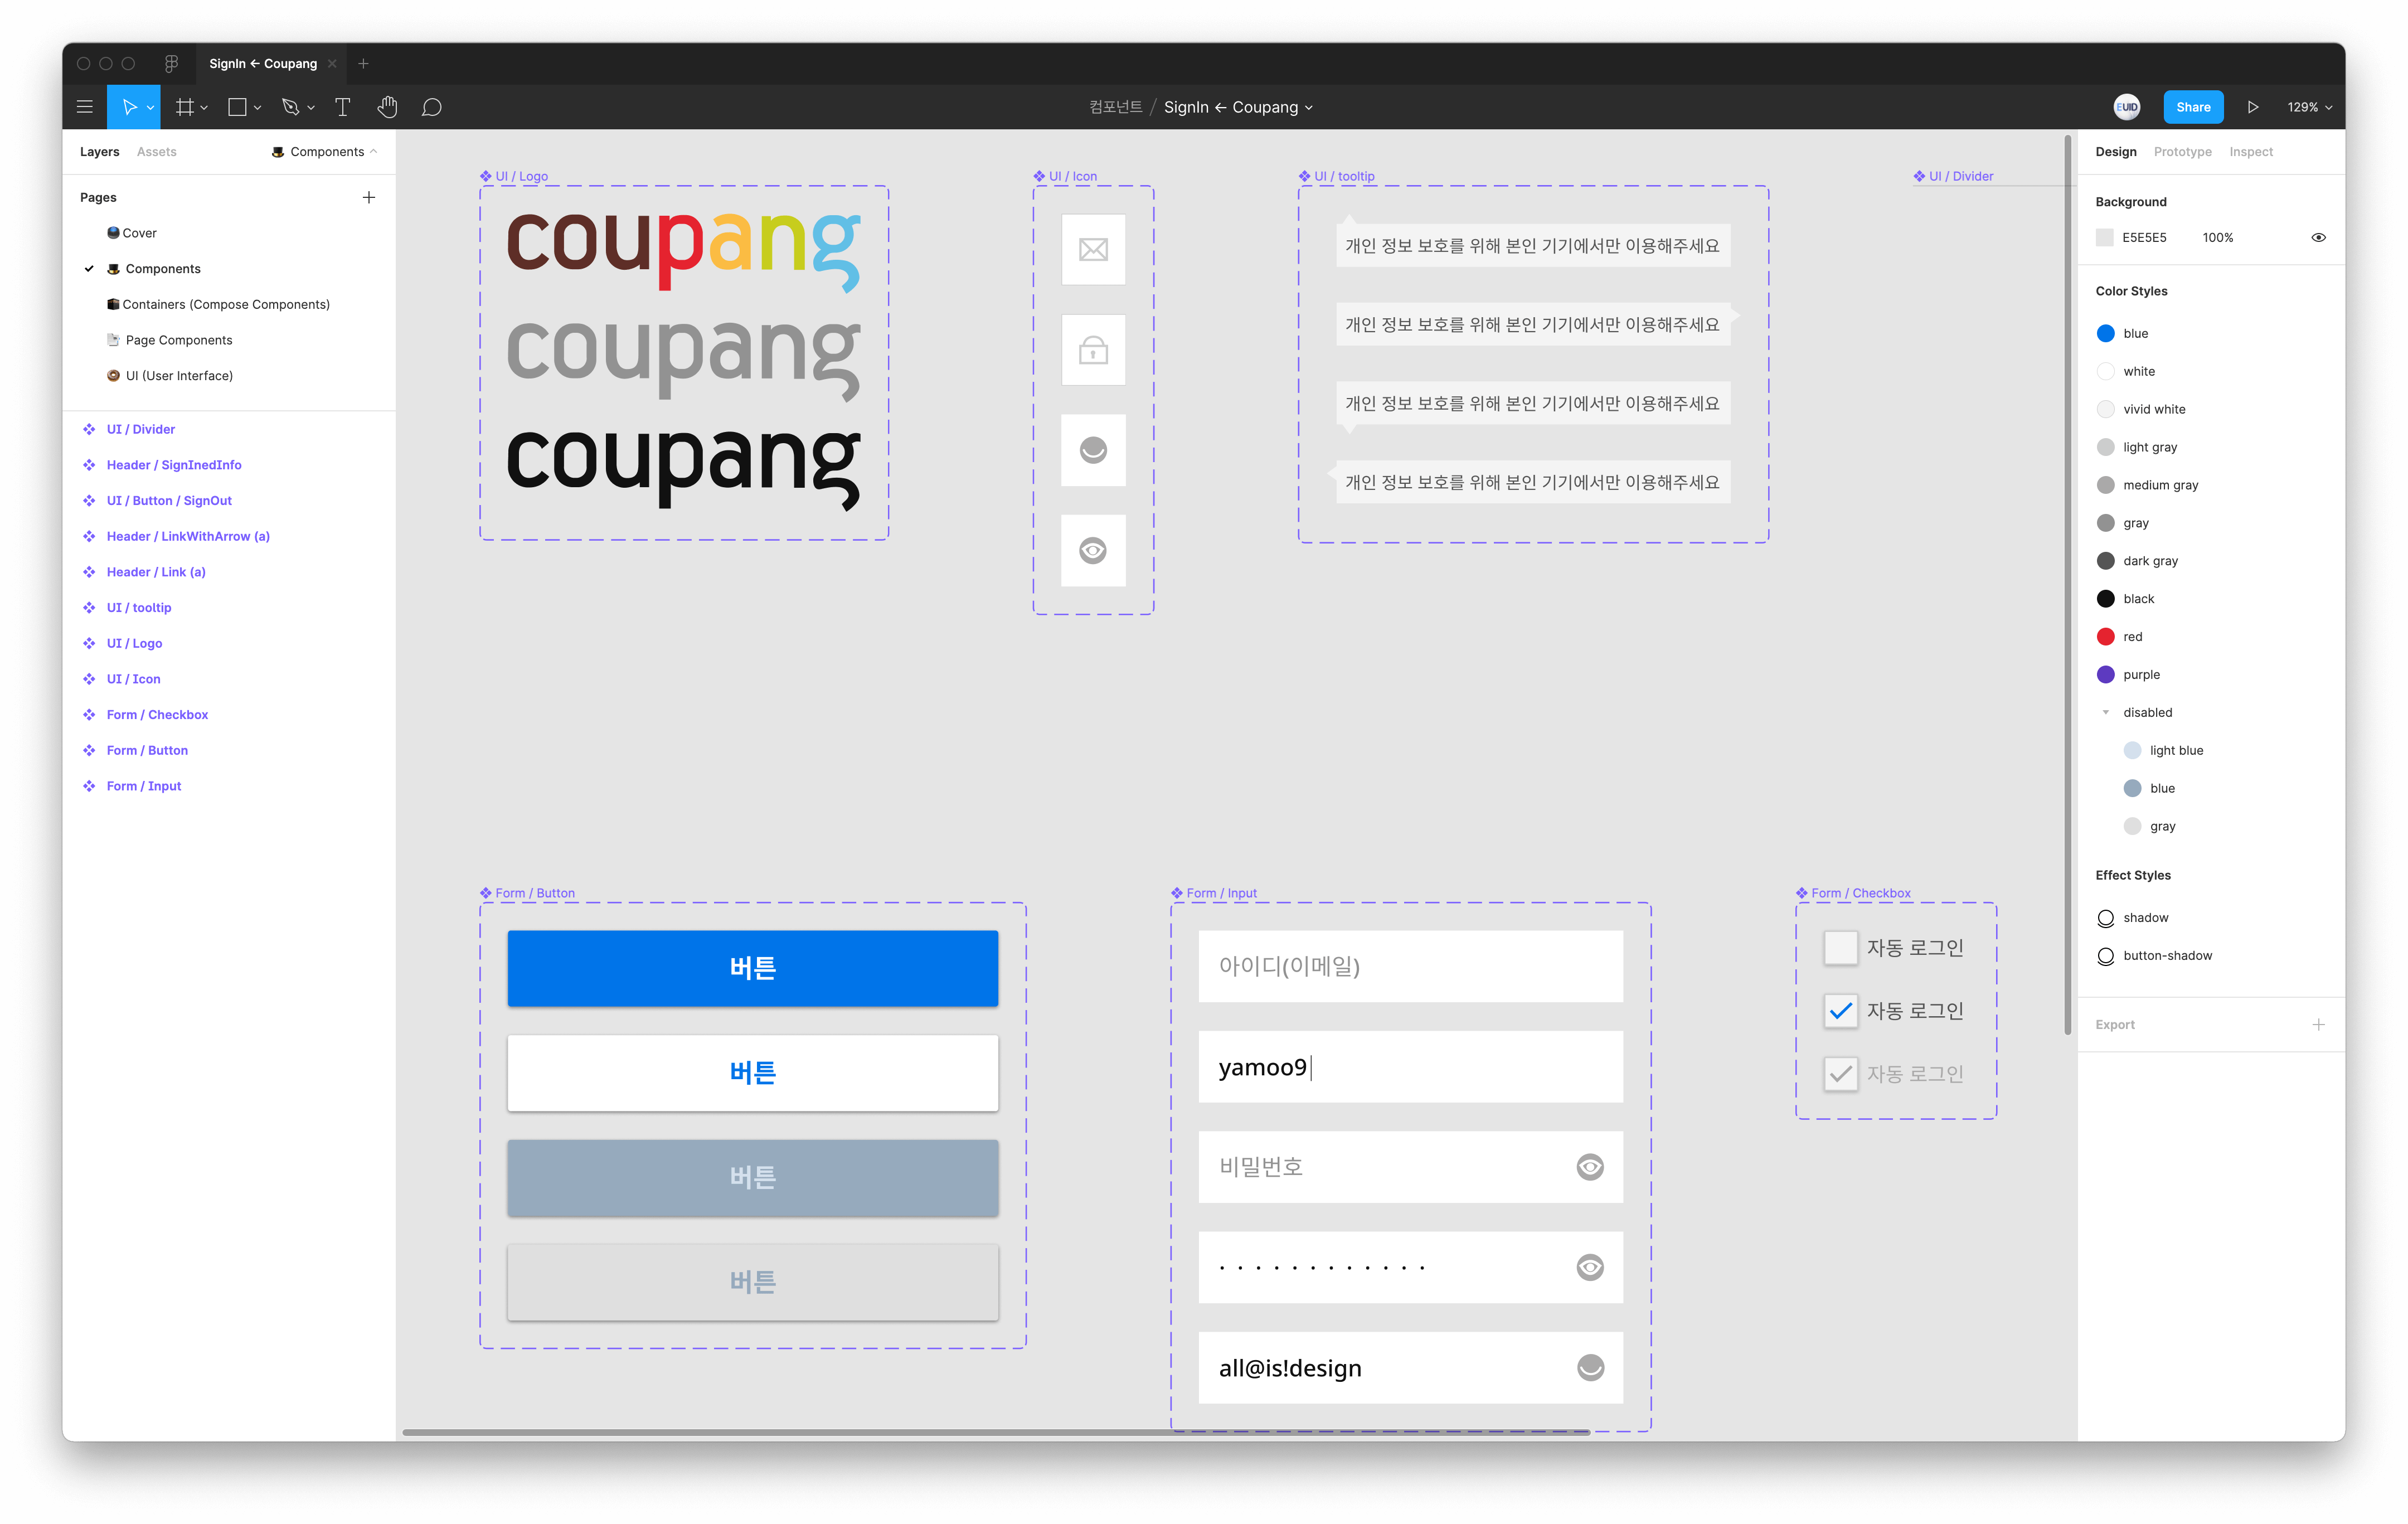 SignIn ← Coupang
컴포넌트 / SignIn ← Coupang
EUID
Share
129%
Layers
Assets
Components
Pages
Cover
Components
Containers (Compose Components)
Page Components
UI (User Interface)
UI / Divider
Header / SignInedInfo
UI / Button / SignOut
Header / LinkWithArrow (a)
Header / Link (a)
UI / tooltip
UI / Logo
UI / Icon
Form / Checkbox
Form / Button
Form / Input
UI / Logo
coupang
coupang
coupang
UI / Icon
UI / tooltip
개인 정보 보호를 위해 본인 기기에서만 이용해주세요
개인 정보 보호를 위해 본인 기기에서만 이용해주세요
개인 정보 보호를 위해 본인 기기에서만 이용해주세요
개인 정보 보호를 위해 본인 기기에서만 이용해주세요
UI / Divider
Form / Button
버튼
버튼
버튼
버튼
Form / Input
아이디(이메일)
yamoo9
비밀번호
all@is!design
Form / Checkbox
자동 로그인
자동 로그인
자동 로그인
Design
Prototype
Inspect
Background
E5E5E5
100%
Color Styles
blue
white
vivid white
light gray
medium gray
gray
dark gray
black
red
purple
disabled
light blue
blue
gray
Effect Styles
shadow
button-shadow
Export